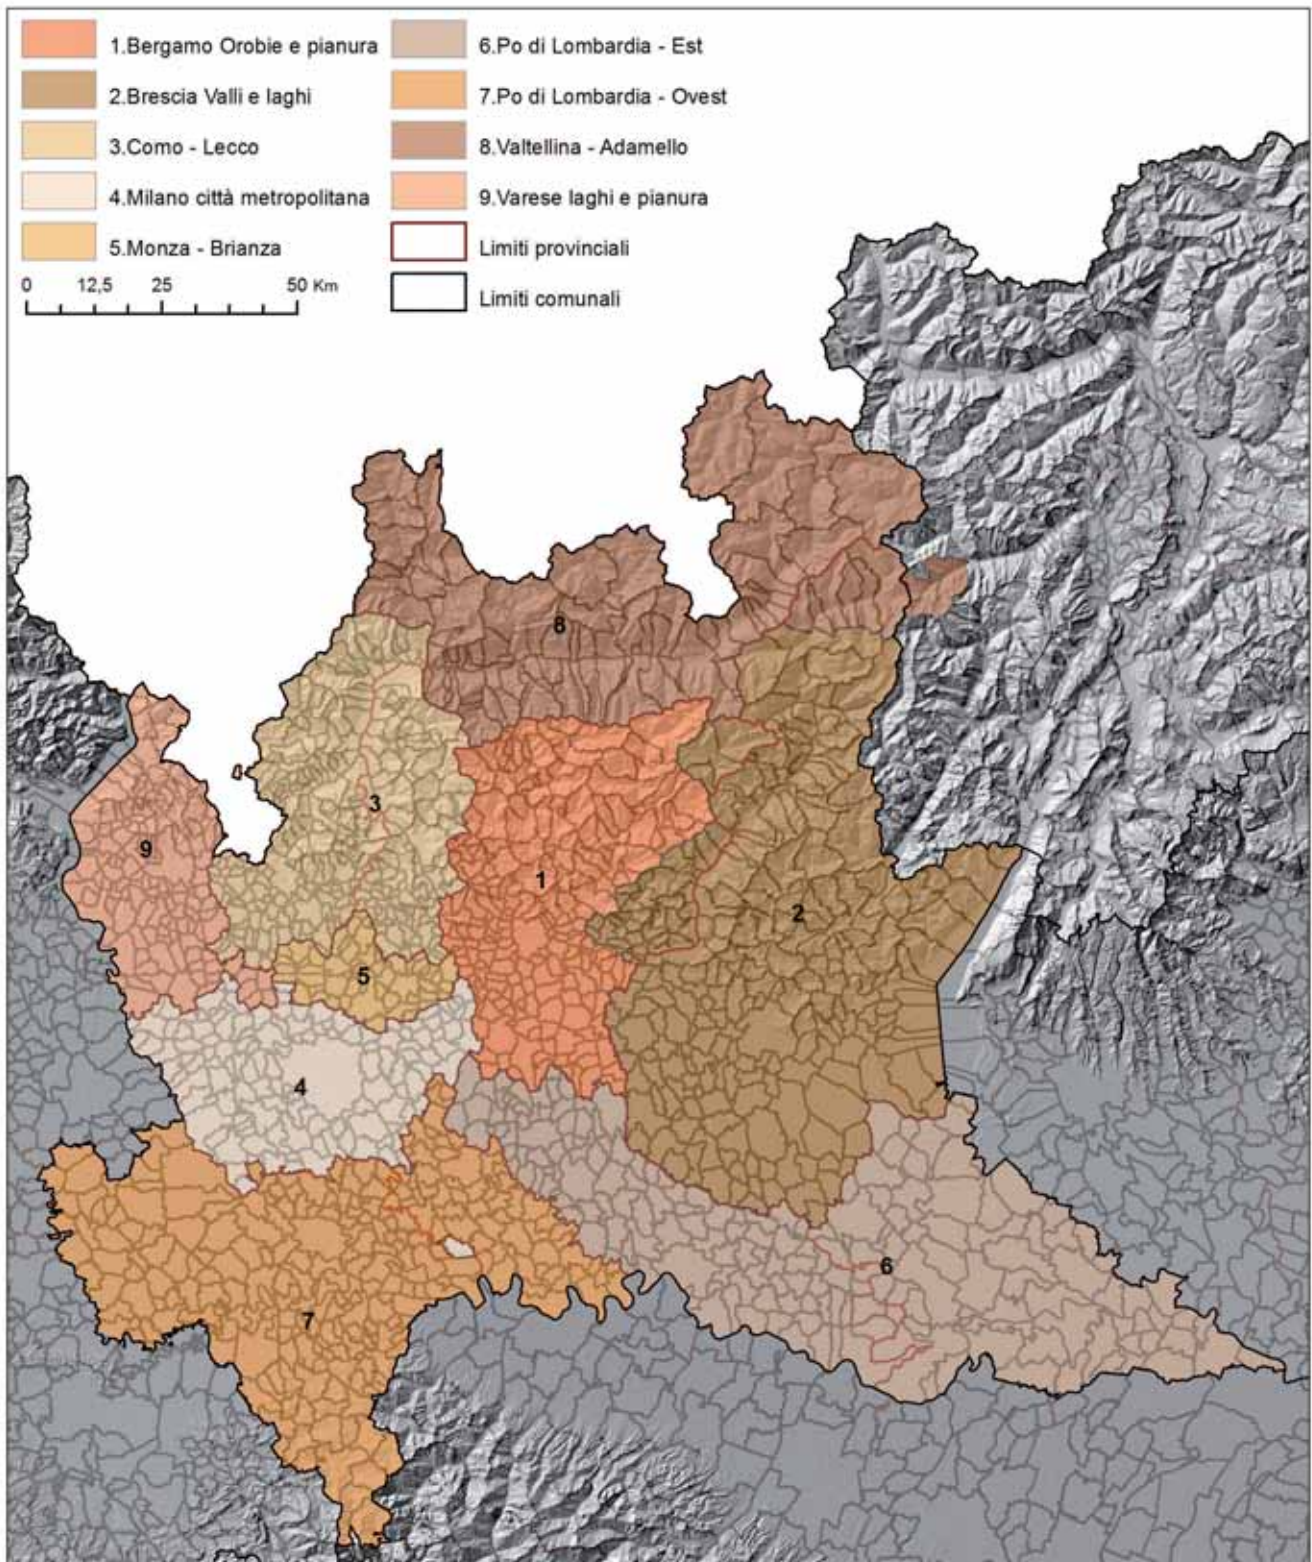 1.Bergamo Orobie e pianura
2.Brescia Valli e laghi
3.Como - Lecco
4.Milano città metropolitana
5.Monza - Brianza
0 12,5 25 50 Km
6.Po di Lombardia - Est
7.Po di Lombardia - Ovest
8.Valtellina - Adamello
9.Varese laghi e pianura
Limiti provinciali
Limiti comunali
8
3
9
1
2
5
4
6
7